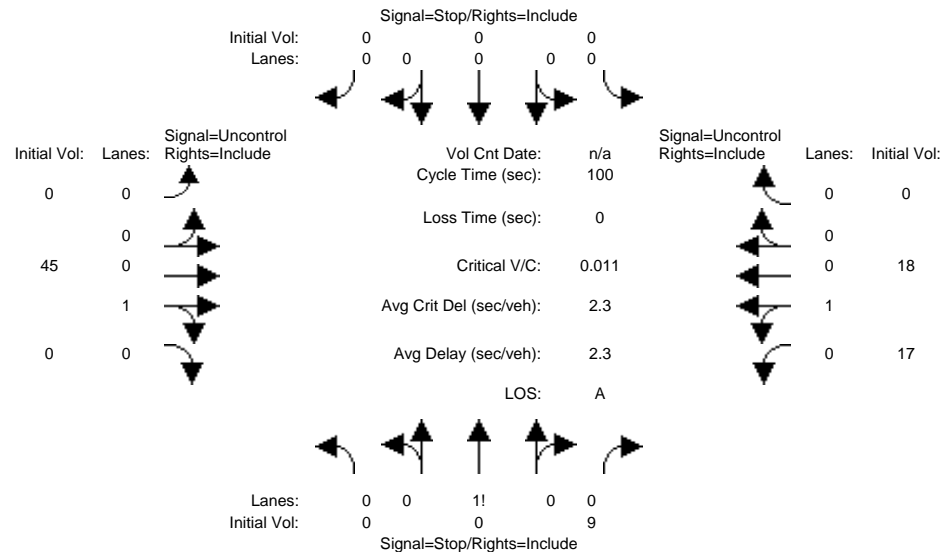 Signal=Stop/Rights=Include
Initial Vol: 0 0 0
Lanes: 0 0 0 0 0
Signal=Uncontrol Signal=Uncontrol
Initial Vol: Lanes: Rights=Include Vol Cnt Date: n/a Rights=Include Lanes: Initial Vol:
Cycle Time (sec): 100
0 0 0 0
Loss Time (sec): 0
0 0
45 0 Critical V/C: 0.011 0 18
1 Avg Crit Del (sec/veh): 2.3 1
0 0 Avg Delay (sec/veh): 2.3 0 17
LOS: A
Lanes: 0 0 1! 0 0
Initial Vol: 0 0 9
Signal=Stop/Rights=Include